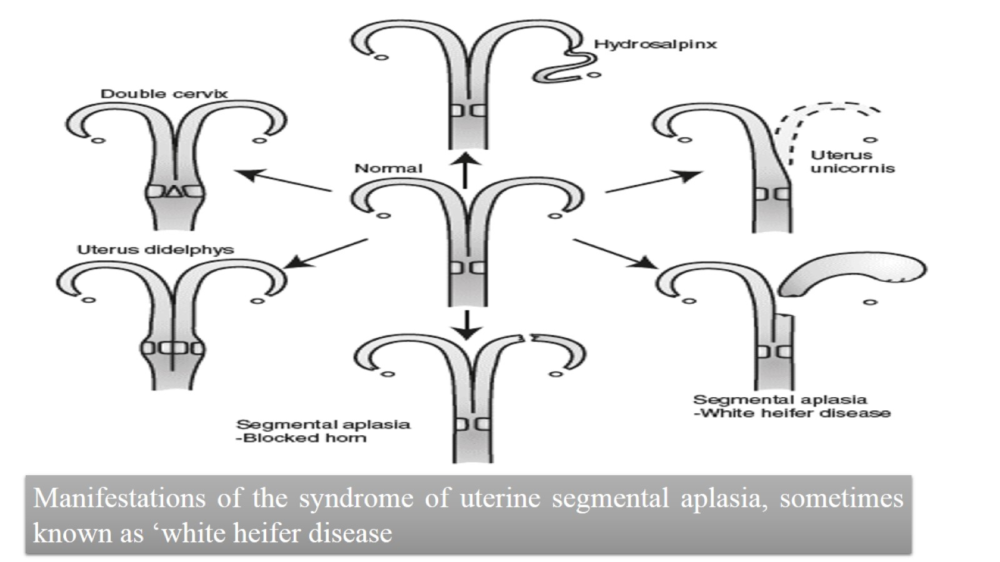 Hydrosalpinx
Double cervix
Uterus
unicornis
Normal
Uterus didelphys
Segmental aplasia
-White heifer disease
Segmental aplasia
-Blocked horn
Manifestations of the syndrome of uterine segmental aplasia, sometimes
known as ‘white heifer disease